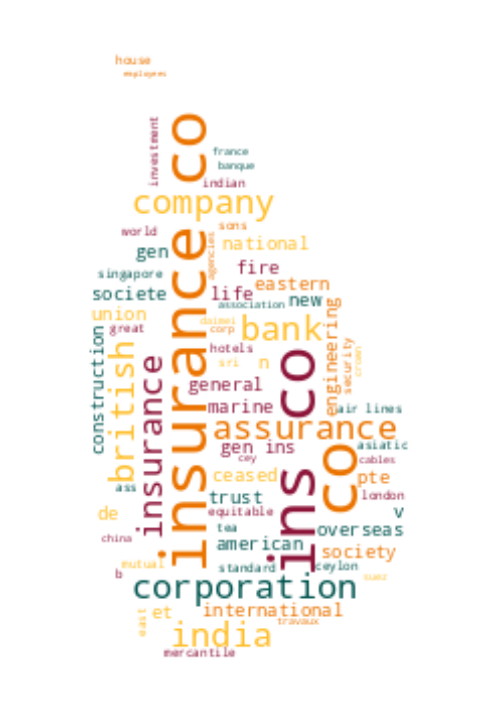 house
employees
investment
insurance co
france
banque
indian
company
world
sons
agencies
national
gen
fire
singapore
eastern
societe
life
new
association
union
daimei
engineering
great
corp
bank
construction
british
insurance
hotels
security
crown
sri
n
ins co
general
marine
air lines
assurance
gen ins
co
asiatic
cey
cables
ceased
pte
ass
trust
london
de
equitable
v
tea
overseas
china
american
society
mutual
standard
ceylon
b
suez
corporation
east
et
international
travaux
india
mercantile